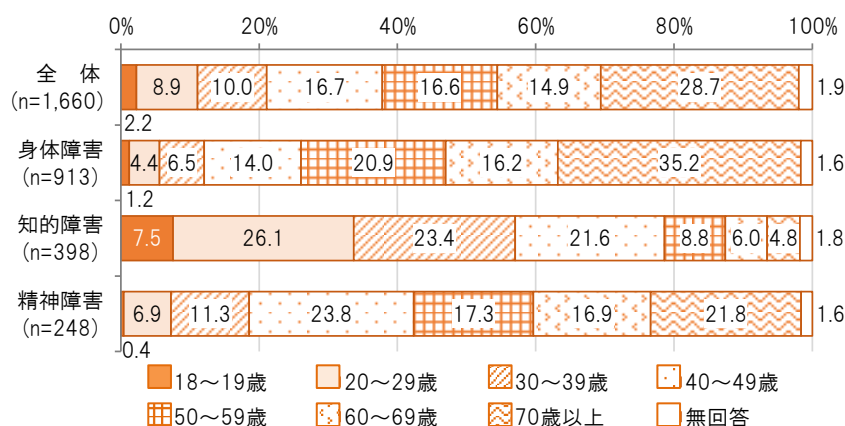 0% 20% 40% 60% 80% 100%
全 体
(n=1,660)
8.9 10.0 16.7 16.6 14.9 28.7 1.9
2.2
身体障害
(n=913)
4.4 6.5 14.0 20.9 16.2 35.2 1.6
1.2
知的障害
(n=398)
7.5 26.1 23.4 21.6 8.8 6.0 4.8 1.8
精神障害
(n=248)
6.9 11.3 23.8 17.3 16.9 21.8 1.6
0.4
18～19歳 20～29歳 30～39歳 40～49歳
50～59歳 60～69歳 70歳以上 無回答